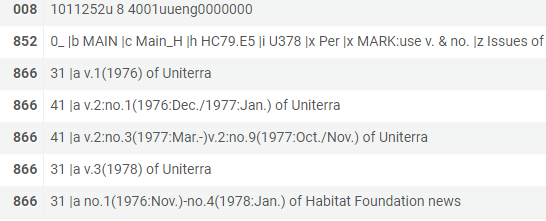 008 1011252u 8 4001uueng0000000
852 0_ |b MAIN |c Main_H |h HC79.E5 |i U378 |x Per |x MARK:use v. & no. |z Issues of
866 31 |a v.1(1976) of Uniterra
866 41 |a v.2:no.1(1976:Dec./1977:Jan.) of Uniterra
866 41 |a v.2:no.3(1977:Mar.-)v.2:no.9(1977:Oct./Nov.) of Uniterra
866 31 |a v.3(1978) of Uniterra
866 31 |a no.1(1976:Nov.)-no.4(1978:Jan.) of Habitat Foundation news